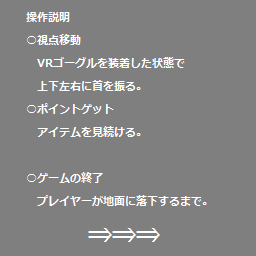 操作説明
○視点移動
VRゴーグルを装着した状態で
上下左右に首を振る。
○ポイントゲット
アイテムを見続ける。
○ゲームの終了
プレイヤーが地面に落下するまで。
⇒⇒⇒